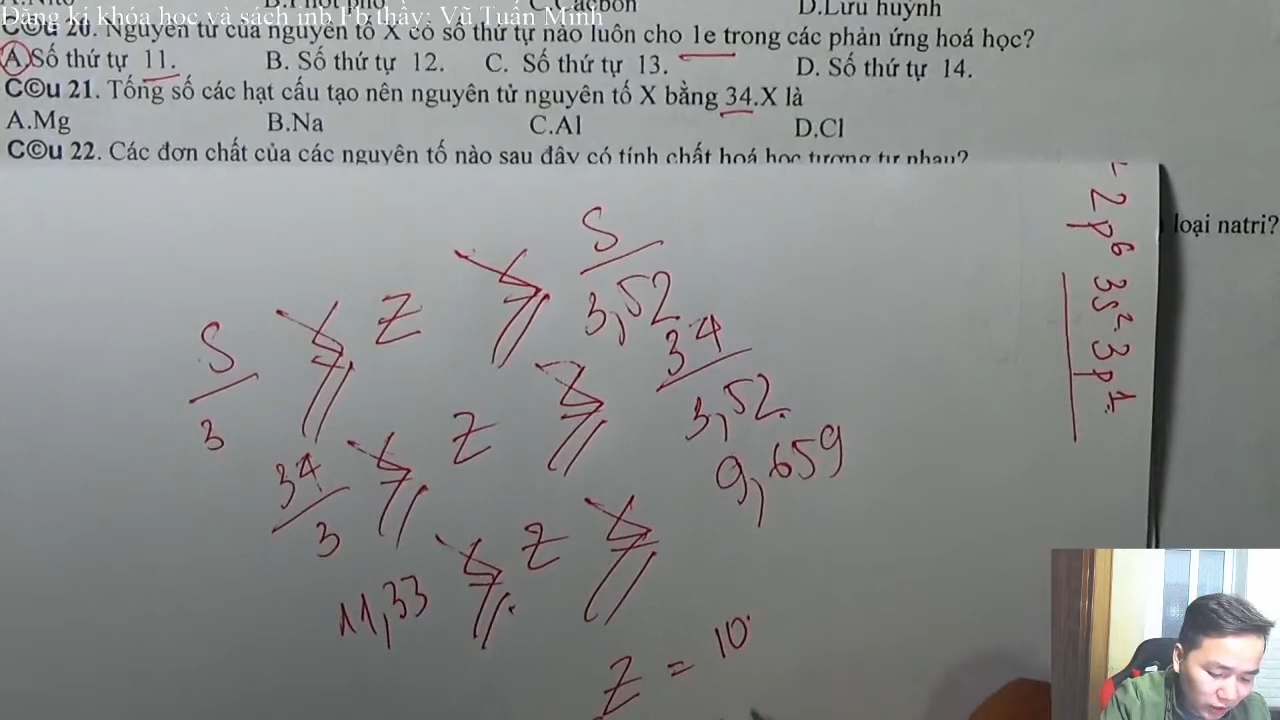 B.Phot pho C.Cacbon D.Lưu huỳnh
Đăng kí khóa học và sách inb Fb thầy: Vũ Tuấn Minh
C©u 20. Nguyên tử của nguyên tố X có số thứ tự nào luôn cho 1e trong các phản ứng hoá học?
A.Số thứ tự 11. B. Số thứ tự 12. C. Số thứ tự 13. D. Số thứ tự 14.
C©u 21. Tổng số các hạt cấu tạo nên nguyên tử nguyên tố X bằng 34.X là
A.Mg B.Na C.Al D.Cl
C©u 22. Các đơn chất của các nguyên tố nào sau đây có tính chất hoá học tương tự nhau?
loại natri?
2p⁶ 3s² 3p¹
S/3 ≥ Z ≥ S/3,52
34/3 ≥ Z ≥ 34/3,52
11,33 ≥ Z ≥ 9,659
Z = 10